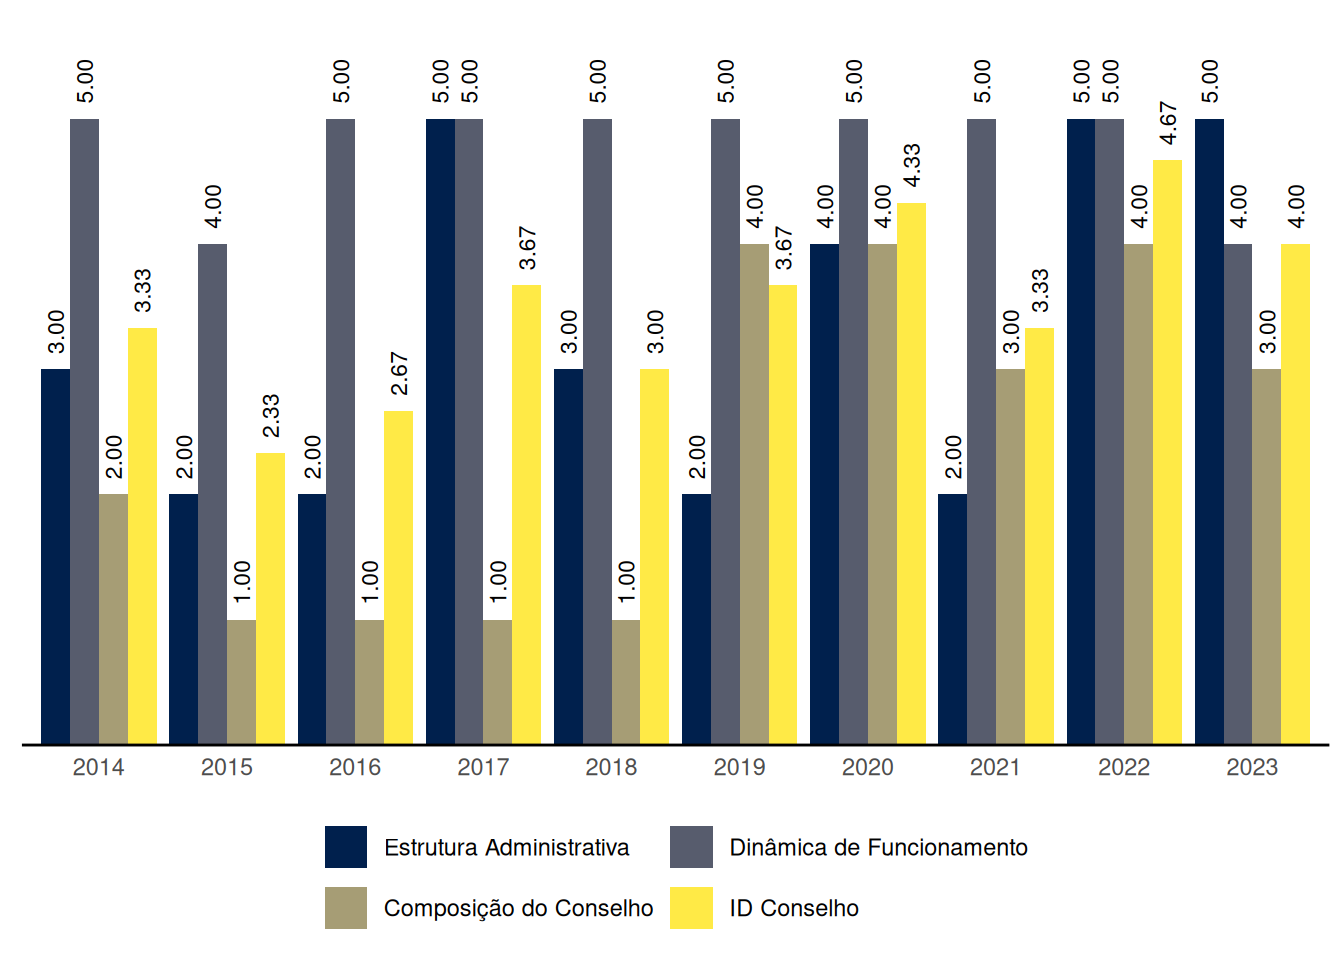 3.00 5.00 2.00 3.33 2.00 4.00 1.00 2.33 2.00 5.00 1.00 2.67 5.00 5.00 1.00 3.67 3.00 5.00 1.00 3.00 2.00 5.00 4.00 3.67 4.00 5.00 4.00 4.33 2.00 5.00 3.00 3.33 5.00 5.00 4.00 4.67 5.00 4.00 3.00 4.00
2014 2015 2016 2017 2018 2019 2020 2021 2022 2023
Estrutura Administrativa Dinâmica de Funcionamento
Composição do Conselho ID Conselho